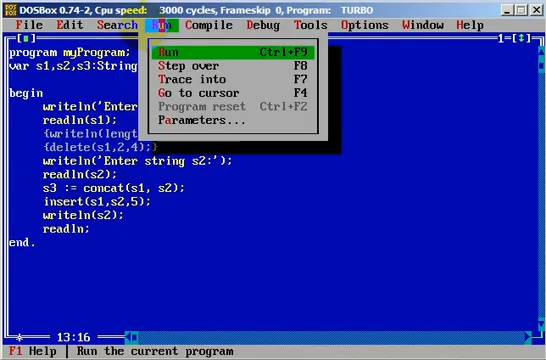 DOSBox 0.74-2, Cpu speed: 3000 cycles, Frameskip 0, Program: TURBO
File Edit Search Run Compile Debug Tools Options Window Help
1=[↕]
program myProgram;
var s1,s2,s3:String
begin
writeln('Enter
readln(s1);
{writeln(lengt
{delete(s1,2,4);}
writeln('Enter string s2:');
readln(s2);
s3 := concat(s1, s2);
insert(s1,s2,5);
writeln(s2);
readln;
end.
Run Ctrl+F9
Step over F8
Trace into F7
Go to cursor F4
Program reset Ctrl+F2
Parameters...
13:16
F1 Help | Run the current program